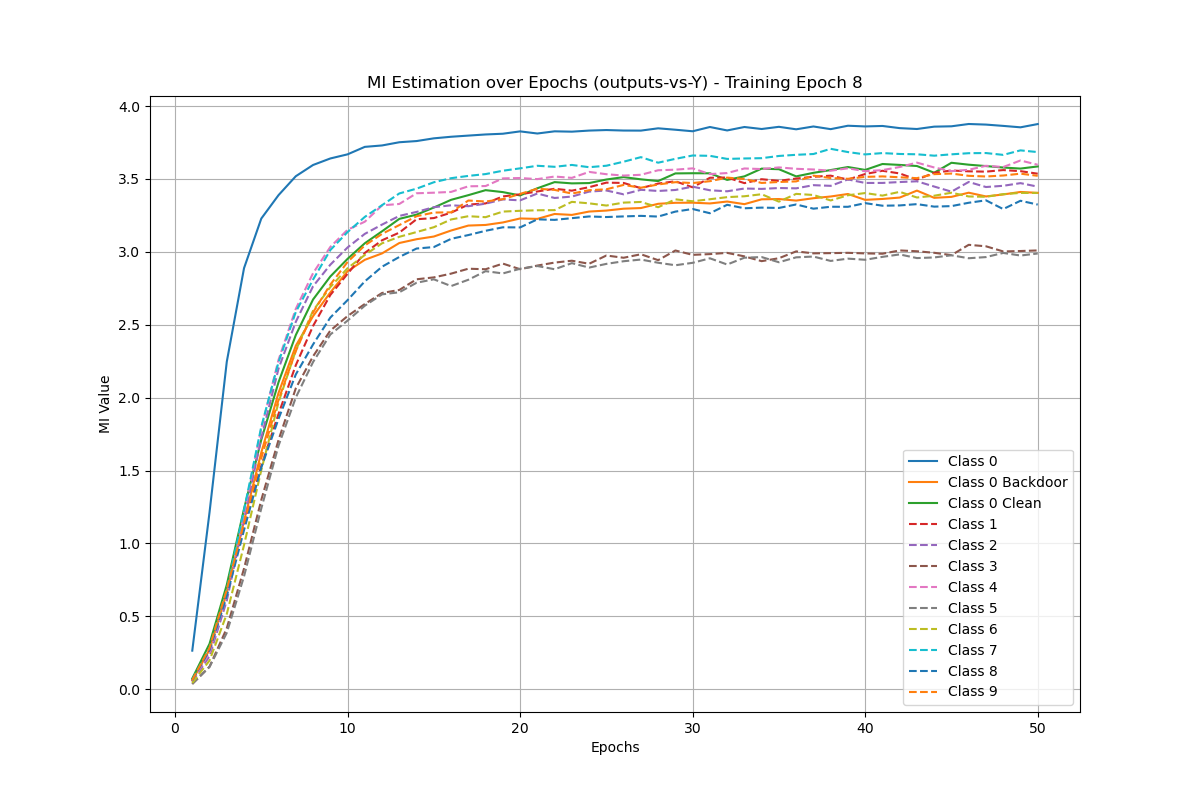 MI Estimation over Epochs (outputs-vs-Y) - Training Epoch 8
4.0
3.5
3.0
2.5
2.0
1.5
1.0
0.5
0.0
MI Value
0 10 20 30 40 50
Epochs
Class 0
Class 0 Backdoor
Class 0 Clean
Class 1
Class 2
Class 3
Class 4
Class 5
Class 6
Class 7
Class 8
Class 9